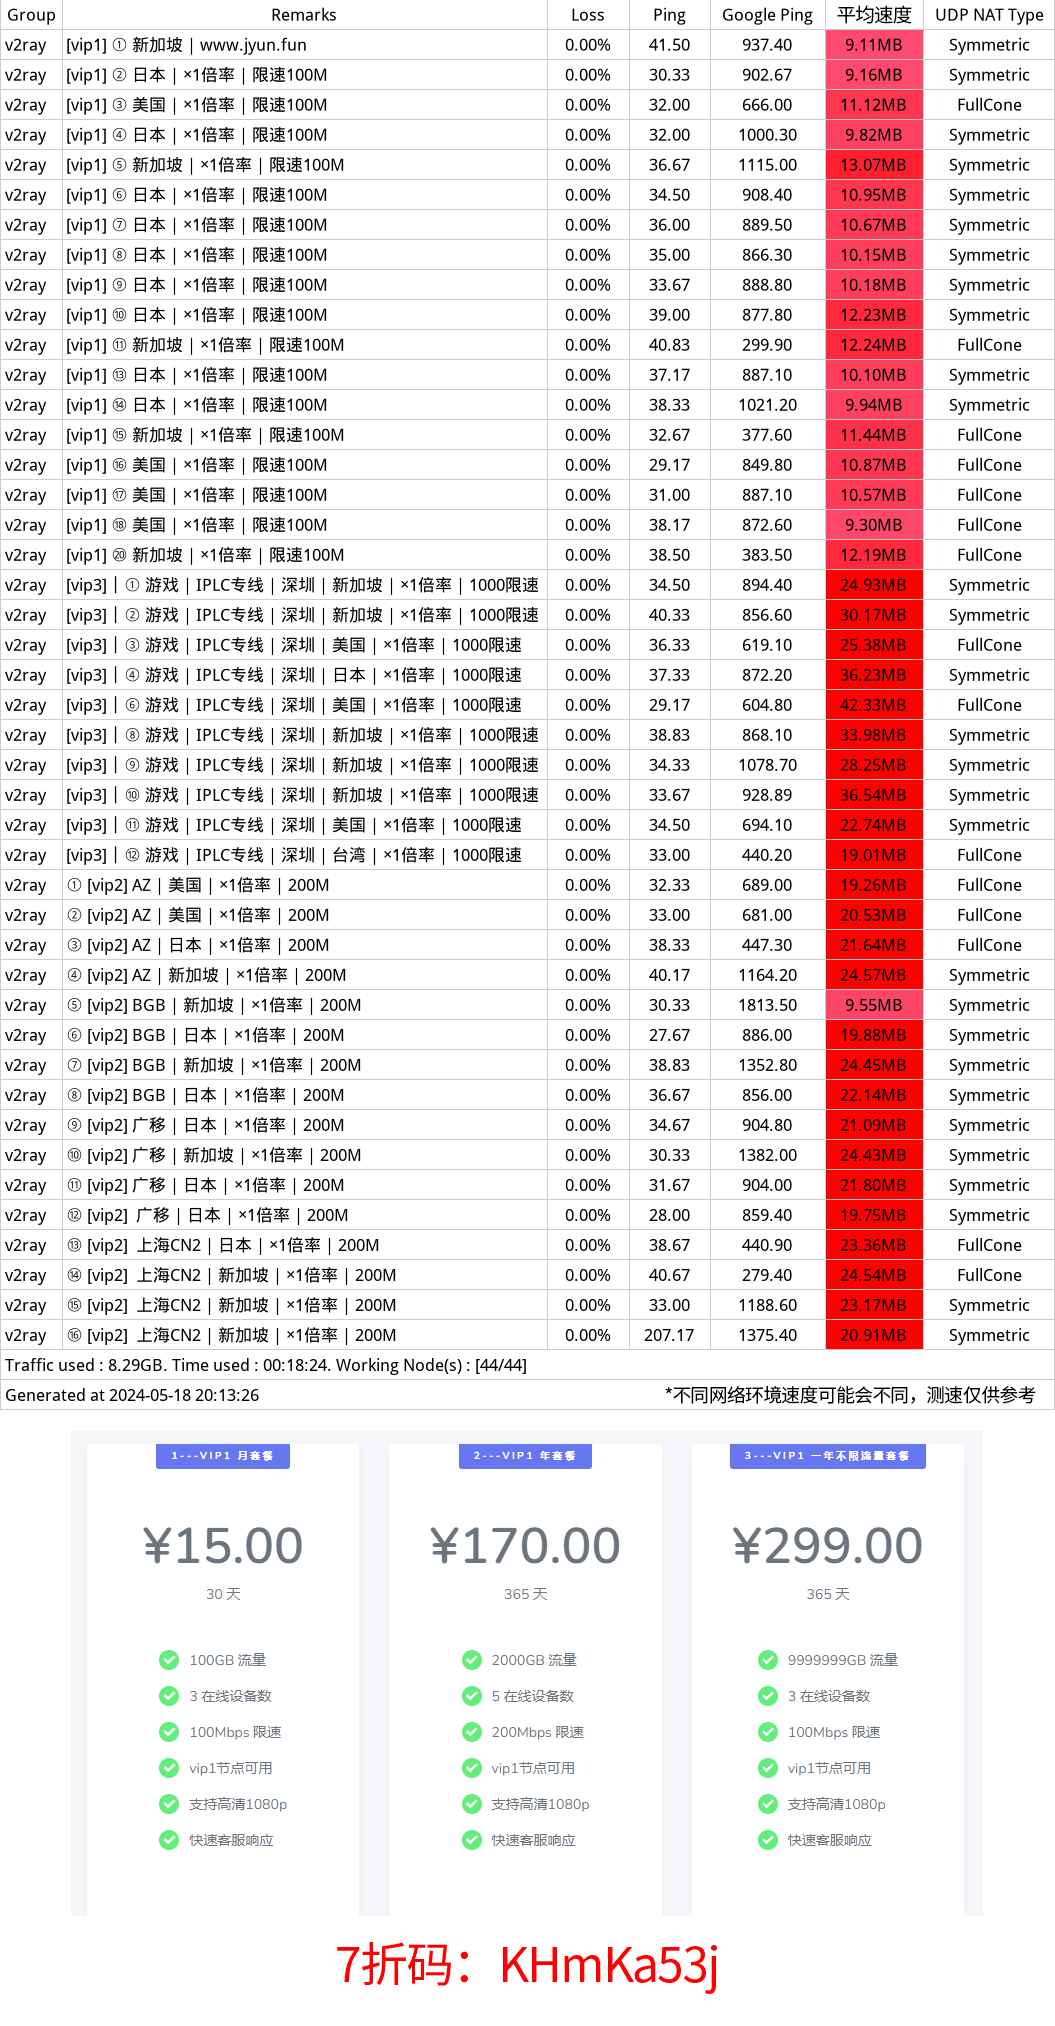 Group Remarks Loss Ping Google Ping 平均速度 UDP NAT Type
v2ray [vip1] ① 新加坡 | www.jyun.fun 0.00% 41.50 937.40 9.11MB Symmetric
v2ray [vip1] ② 日本 | ×1倍率 | 限速100M 0.00% 30.33 902.67 9.16MB Symmetric
v2ray [vip1] ③ 美国 | ×1倍率 | 限速100M 0.00% 32.00 666.00 11.12MB FullCone
v2ray [vip1] ④ 日本 | ×1倍率 | 限速100M 0.00% 32.00 1000.30 9.82MB Symmetric
v2ray [vip1] ⑤ 新加坡 | ×1倍率 | 限速100M 0.00% 36.67 1115.00 13.07MB Symmetric
v2ray [vip1] ⑥ 日本 | ×1倍率 | 限速100M 0.00% 34.50 908.40 10.95MB Symmetric
v2ray [vip1] ⑦ 日本 | ×1倍率 | 限速100M 0.00% 36.00 889.50 10.67MB Symmetric
v2ray [vip1] ⑧ 日本 | ×1倍率 | 限速100M 0.00% 35.00 866.30 10.15MB Symmetric
v2ray [vip1] ⑨ 日本 | ×1倍率 | 限速100M 0.00% 33.67 888.80 10.18MB Symmetric
v2ray [vip1] ⑩ 日本 | ×1倍率 | 限速100M 0.00% 39.00 877.80 12.23MB Symmetric
v2ray [vip1] ⑪ 新加坡 | ×1倍率 | 限速100M 0.00% 40.83 299.90 12.24MB FullCone
v2ray [vip1] ⑬ 日本 | ×1倍率 | 限速100M 0.00% 37.17 887.10 10.10MB Symmetric
v2ray [vip1] ⑭ 日本 | ×1倍率 | 限速100M 0.00% 38.33 1021.20 9.94MB Symmetric
v2ray [vip1] ⑮ 新加坡 | ×1倍率 | 限速100M 0.00% 32.67 377.60 11.44MB FullCone
v2ray [vip1] ⑯ 美国 | ×1倍率 | 限速100M 0.00% 29.17 849.80 10.87MB FullCone
v2ray [vip1] ⑰ 美国 | ×1倍率 | 限速100M 0.00% 31.00 887.10 10.57MB FullCone
v2ray [vip1] ⑱ 美国 | ×1倍率 | 限速100M 0.00% 38.17 872.60 9.30MB FullCone
v2ray [vip1] ⑳ 新加坡 | ×1倍率 | 限速100M 0.00% 38.50 383.50 12.19MB FullCone
v2ray [vip3] | ① 游戏 | IPLC专线 | 深圳 | 新加坡 | ×1倍率 | 1000限速 0.00% 34.50 894.40 24.93MB Symmetric
v2ray [vip3] | ② 游戏 | IPLC专线 | 深圳 | 新加坡 | ×1倍率 | 1000限速 0.00% 40.33 856.60 30.17MB Symmetric
v2ray [vip3] | ③ 游戏 | IPLC专线 | 深圳 | 美国 | ×1倍率 | 1000限速 0.00% 36.33 619.10 25.38MB FullCone
v2ray [vip3] | ④ 游戏 | IPLC专线 | 深圳 | 日本 | ×1倍率 | 1000限速 0.00% 37.33 872.20 36.23MB Symmetric
v2ray [vip3] | ⑥ 游戏 | IPLC专线 | 深圳 | 美国 | ×1倍率 | 1000限速 0.00% 29.17 604.80 42.33MB FullCone
v2ray [vip3] | ⑧ 游戏 | IPLC专线 | 深圳 | 新加坡 | ×1倍率 | 1000限速 0.00% 38.83 868.10 33.98MB Symmetric
v2ray [vip3] | ⑨ 游戏 | IPLC专线 | 深圳 | 新加坡 | ×1倍率 | 1000限速 0.00% 34.33 1078.70 28.25MB Symmetric
v2ray [vip3] | ⑩ 游戏 | IPLC专线 | 深圳 | 新加坡 | ×1倍率 | 1000限速 0.00% 33.67 928.89 36.54MB Symmetric
v2ray [vip3] | ⑪ 游戏 | IPLC专线 | 深圳 | 美国 | ×1倍率 | 1000限速 0.00% 34.50 694.10 22.74MB FullCone
v2ray [vip3] | ⑫ 游戏 | IPLC专线 | 深圳 | 台湾 | ×1倍率 | 1000限速 0.00% 33.00 440.20 19.01MB FullCone
v2ray ① [vip2] AZ | 美国 | ×1倍率 | 200M 0.00% 32.33 689.00 19.26MB FullCone
v2ray ② [vip2] AZ | 美国 | ×1倍率 | 200M 0.00% 33.00 681.00 20.53MB FullCone
v2ray ③ [vip2] AZ | 日本 | ×1倍率 | 200M 0.00% 38.33 447.30 21.64MB FullCone
v2ray ④ [vip2] AZ | 新加坡 | ×1倍率 | 200M 0.00% 40.17 1164.20 24.57MB Symmetric
v2ray ⑤ [vip2] BGB | 新加坡 | ×1倍率 | 200M 0.00% 30.33 1813.50 9.55MB Symmetric
v2ray ⑥ [vip2] BGB | 日本 | ×1倍率 | 200M 0.00% 27.67 886.00 19.88MB Symmetric
v2ray ⑦ [vip2] BGB | 新加坡 | ×1倍率 | 200M 0.00% 38.83 1352.80 24.45MB Symmetric
v2ray ⑧ [vip2] BGB | 日本 | ×1倍率 | 200M 0.00% 36.67 856.00 22.14MB Symmetric
v2ray ⑨ [vip2] 广移 | 日本 | ×1倍率 | 200M 0.00% 34.67 904.80 21.09MB Symmetric
v2ray ⑩ [vip2] 广移 | 新加坡 | ×1倍率 | 200M 0.00% 30.33 1382.00 24.43MB Symmetric
v2ray ⑪ [vip2] 广移 | 日本 | ×1倍率 | 200M 0.00% 31.67 904.00 21.80MB Symmetric
v2ray ⑫ [vip2] 广移 | 日本 | ×1倍率 | 200M 0.00% 28.00 859.40 19.75MB Symmetric
v2ray ⑬ [vip2] 上海CN2 | 日本 | ×1倍率 | 200M 0.00% 38.67 440.90 23.36MB FullCone
v2ray ⑭ [vip2] 上海CN2 | 新加坡 | ×1倍率 | 200M 0.00% 40.67 279.40 24.54MB FullCone
v2ray ⑮ [vip2] 上海CN2 | 新加坡 | ×1倍率 | 200M 0.00% 33.00 1188.60 23.17MB Symmetric
v2ray ⑯ [vip2] 上海CN2 | 新加坡 | ×1倍率 | 200M 0.00% 207.17 1375.40 20.91MB Symmetric
Traffic used : 8.29GB. Time used : 00:18:24. Working Node(s) : [44/44]
Generated at 2024-05-18 20:13:26 *不同网络环境速度可能会不同，测速仅供参考
1---VIP1 月套餐 2---VIP1 年套餐 3---VIP1 一年不限流量套餐
¥15.00 ¥170.00 ¥299.00
30 天 365 天 365 天
100GB 流量 2000GB 流量 9999999GB 流量
3 在线设备数 5 在线设备数 3 在线设备数
100Mbps 限速 200Mbps 限速 100Mbps 限速
vip1节点可用 vip1节点可用 vip1节点可用
支持高清1080p 支持高清1080p 支持高清1080p
快速客服响应 快速客服响应 快速客服响应
7折码：KHmKa53j